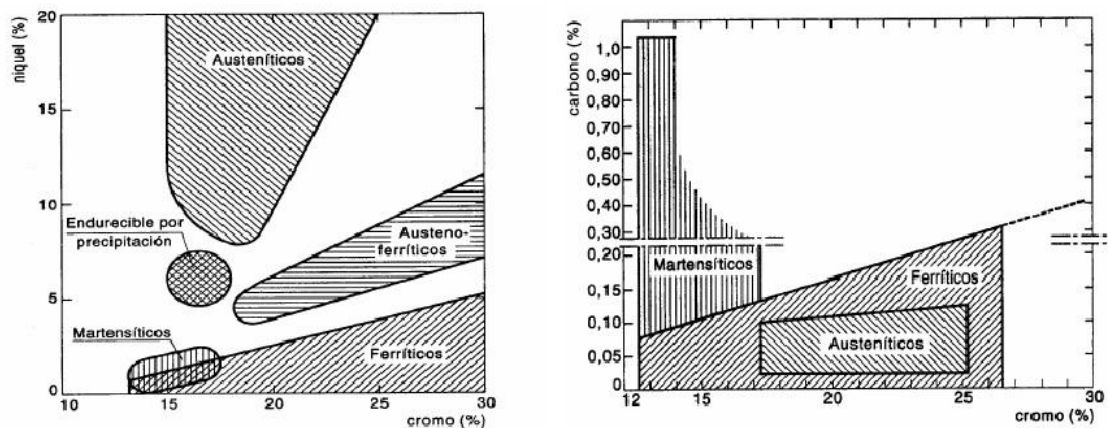 niquel (%)
20
15
10
5
0
Austeníticos
Endurecible por
precipitación
Austeno-
ferríticos
Martensíticos
Ferríticos
10
15
20
25
30
cromo (%)
carbono (%)
1,0
0,90
0,80
0,70
0,60
0,50
0,40
0,30
0,20
0,15
0,10
0,05
Martensíticos
Ferríticos
Austeníticos
12
15
20
25
30
cromo (%)